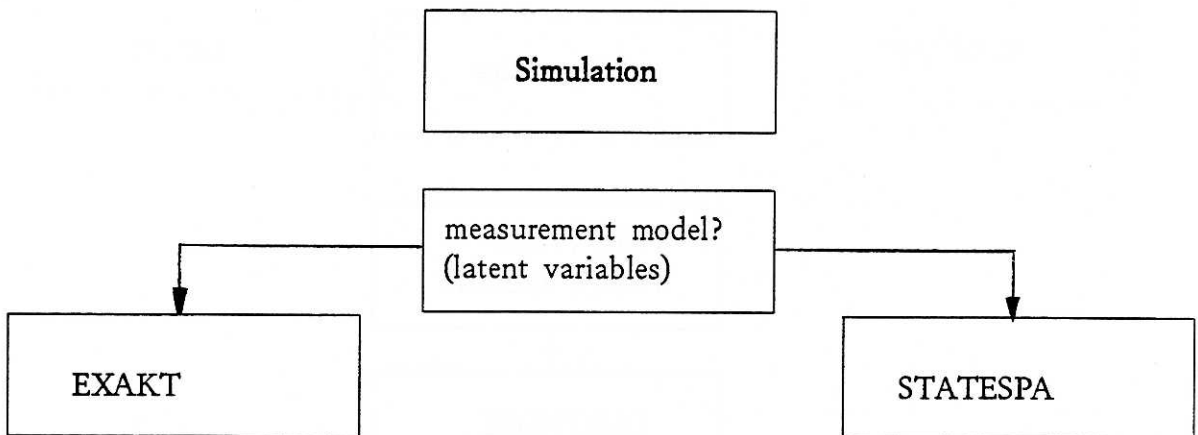 Simulation
measurement model?
(latent variables)
EXAKT
STATESPA